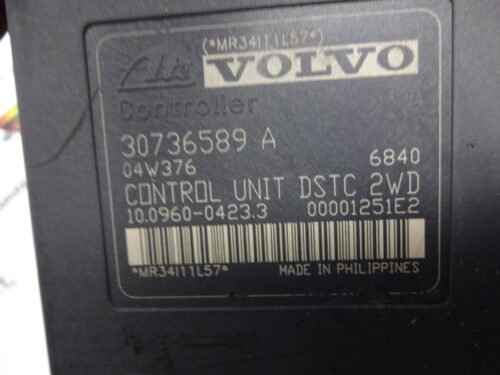 (*MR34I11L57*)
Ate VOLVO
Controller
30736589 A
04W376 6840
CONTROL UNIT DSTC 2WD
10.0960-0423.3 00001251E2
*MR34I11L57* MADE IN PHILIPPINES